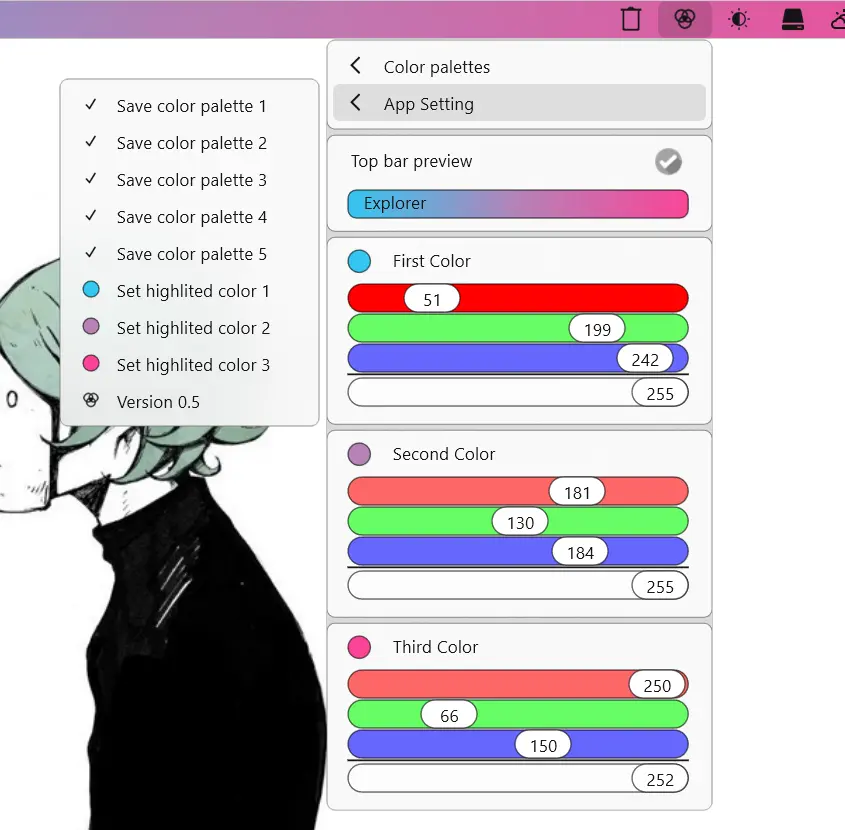 Color palettes
App Setting
Save color palette 1
Save color palette 2
Save color palette 3
Save color palette 4
Save color palette 5
Set highlited color 1
Set highlited color 2
Set highlited color 3
Version 0.5
Top bar preview
Explorer
First Color
51
199
242
255
Second Color
181
130
184
255
Third Color
250
66
150
252